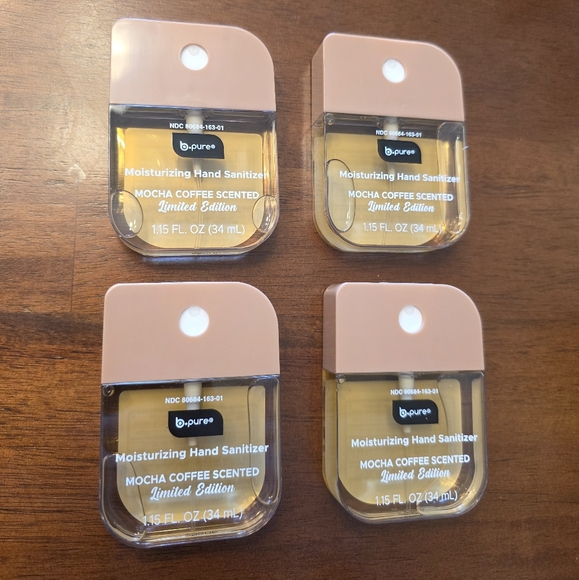 NDC 80684-163-01
b.pure®
Moisturizing Hand Sanitizer
MOCHA COFFEE SCENTED
Limited Edition
1.15 FL. OZ (34 mL)
NDC 80684-163-01
b.pure®
Moisturizing Hand Sanitizer
MOCHA COFFEE SCENTED
Limited Edition
1.15 FL. OZ (34 mL)
NDC 80684-163-01
b.pure®
Moisturizing Hand Sanitizer
MOCHA COFFEE SCENTED
Limited Edition
1.15 FL. OZ (34 mL)
NDC 80684-163-01
b.pure®
Moisturizing Hand Sanitizer
MOCHA COFFEE SCENTED
Limited Edition
1.15 FL. OZ (34 mL)